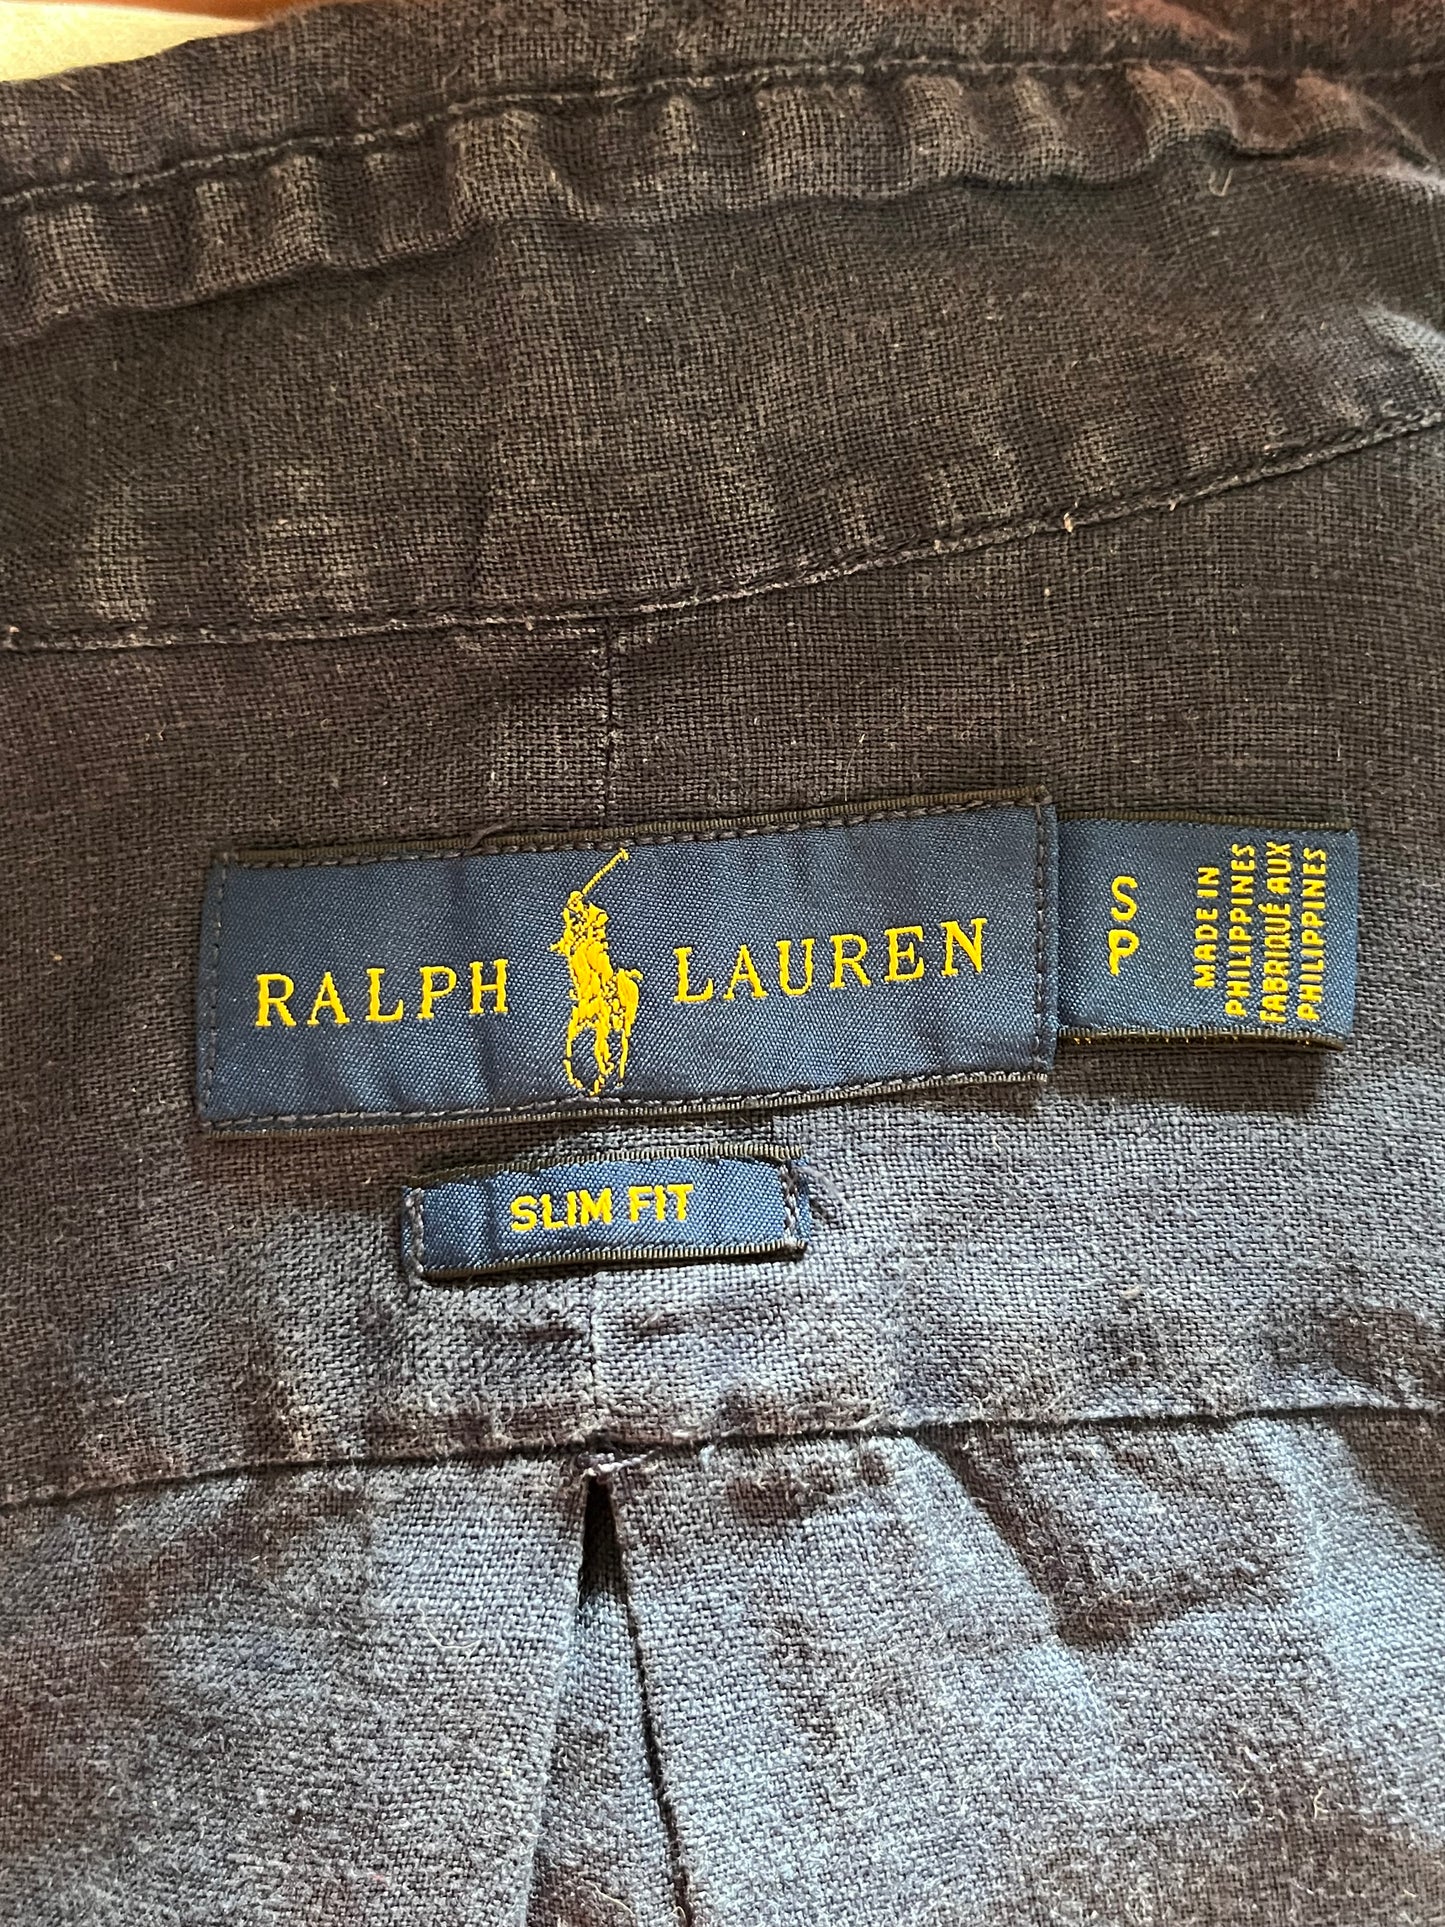 RALPH LAUREN
S
P
MADE IN
PHILIPPINES
FABRIQUÉ AUX
PHILIPPINES
SLIM FIT